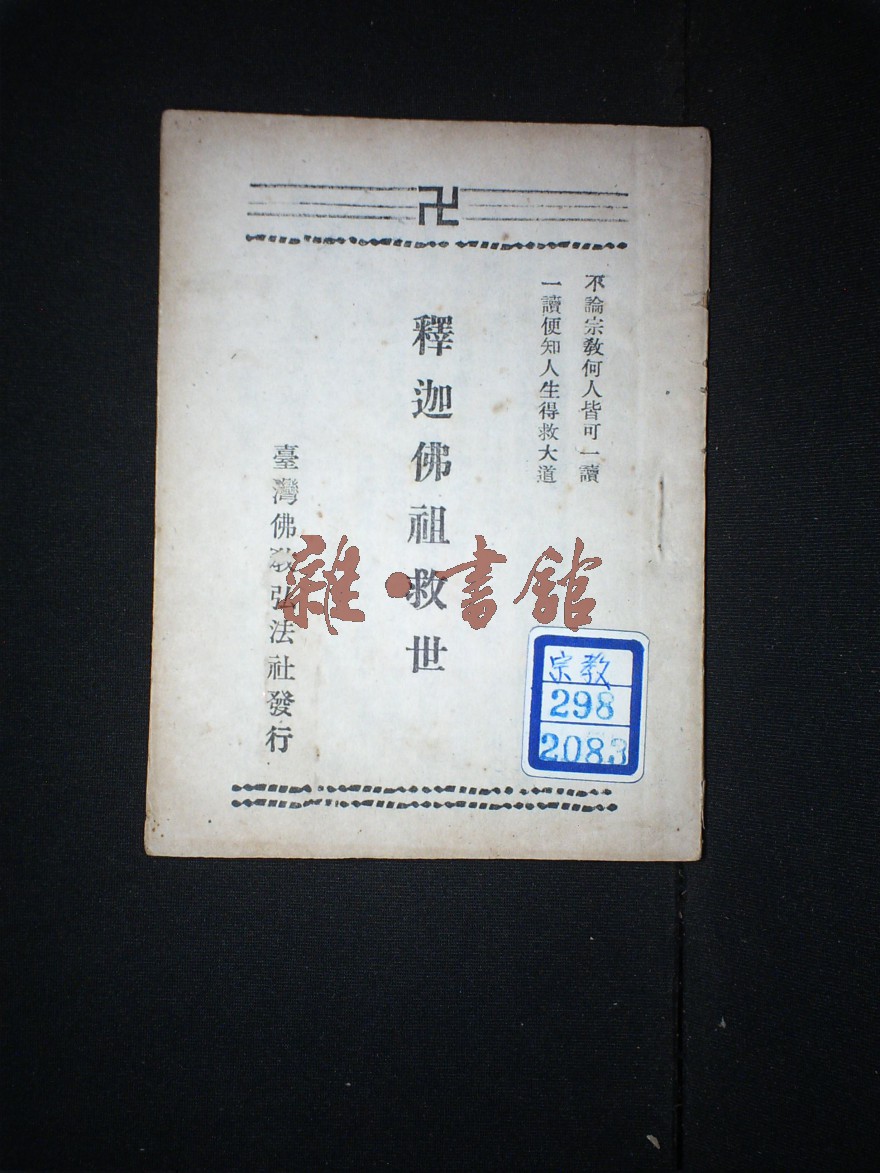 卍
不論宗教何人皆可一讀
一讀便知人生得救大道
釋迦佛祖救世
臺灣佛教弘法社發行
雜·書館
宗教
298
2083